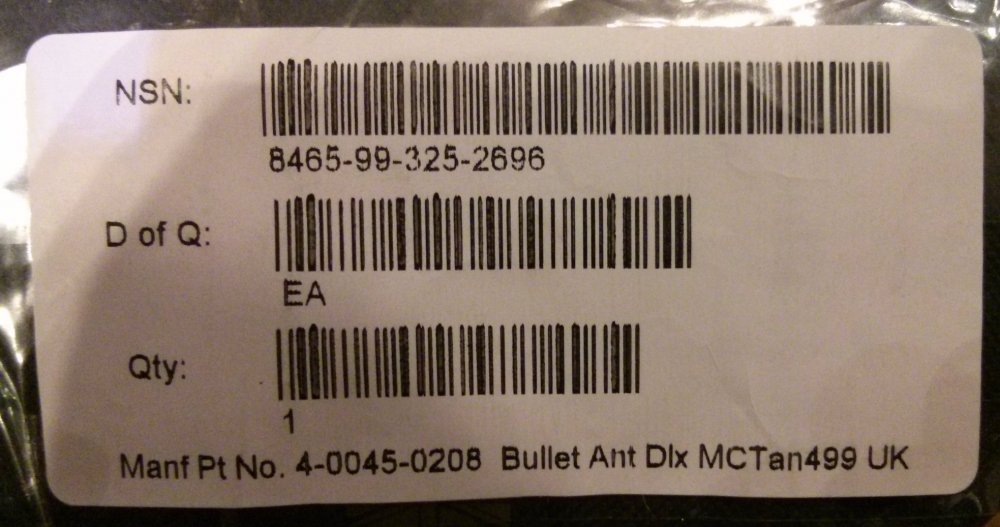 NSN:
8465-99-325-2696
D of Q:
EA
Qty:
1
Manf Pt No. 4-0045-0208 Bullet Ant Dlx MCTan499 UK